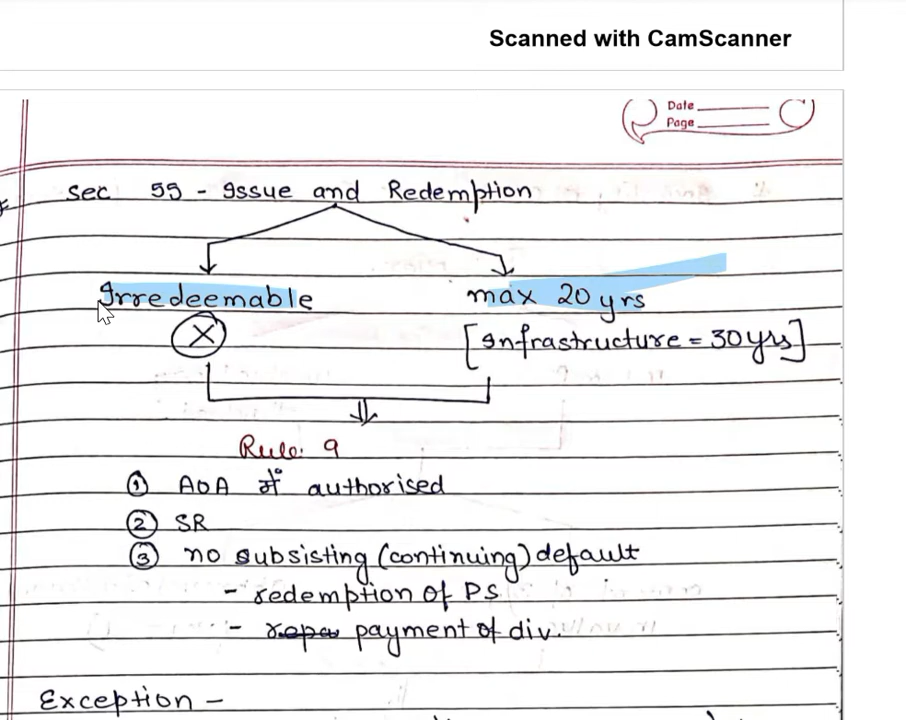 Scanned with CamScanner
Date
Page
Sec 55 - Issue and Redemption
Irredeemable
max 20 yrs
X
[Infrastructure = 30 yrs]
Rule: 9
① AOA में authorised
② SR
③ no subsisting (continuing) default
- redemption of PS
- payment of div.
Exception -